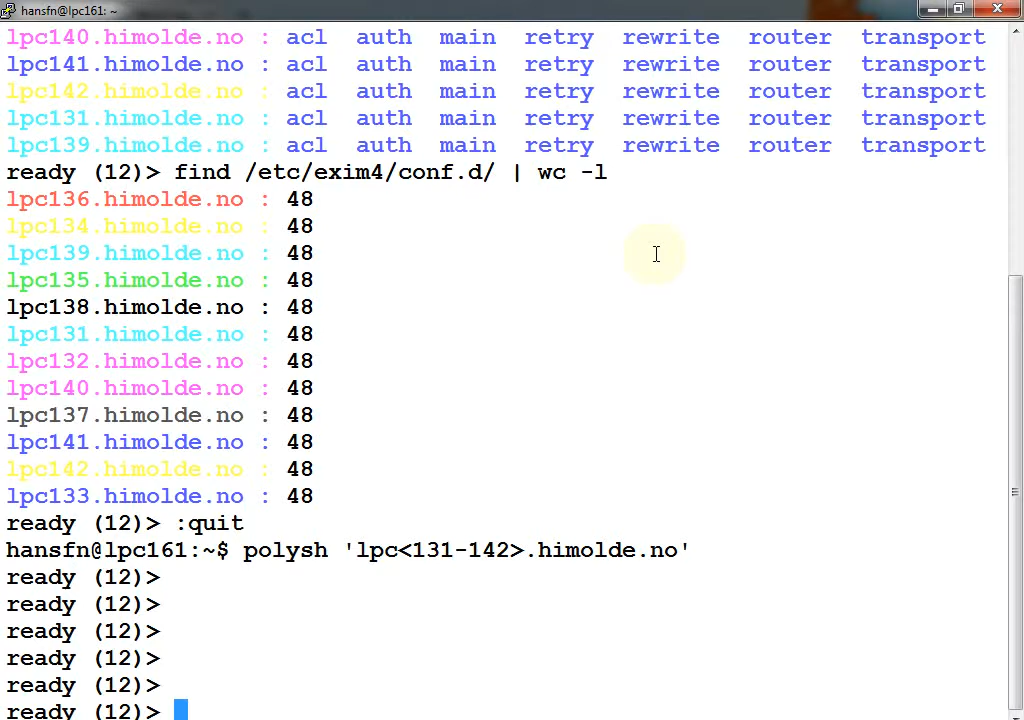 hansfn@lpc161: ~
lpc140.himolde.no : acl auth main retry rewrite router transport
lpc141.himolde.no : acl auth main retry rewrite router transport
lpc142.himolde.no : acl auth main retry rewrite router transport
lpc131.himolde.no : acl auth main retry rewrite router transport
lpc139.himolde.no : acl auth main retry rewrite router transport
ready (12)> find /etc/exim4/conf.d/ | wc -l
lpc136.himolde.no : 48
lpc134.himolde.no : 48
lpc139.himolde.no : 48
lpc135.himolde.no : 48
lpc138.himolde.no : 48
lpc131.himolde.no : 48
lpc132.himolde.no : 48
lpc140.himolde.no : 48
lpc137.himolde.no : 48
lpc141.himolde.no : 48
lpc142.himolde.no : 48
lpc133.himolde.no : 48
ready (12)> :quit
hansfn@lpc161:~$ polysh 'lpc<131-142>.himolde.no'
ready (12)>
ready (12)>
ready (12)>
ready (12)>
ready (12)>
ready (12)>